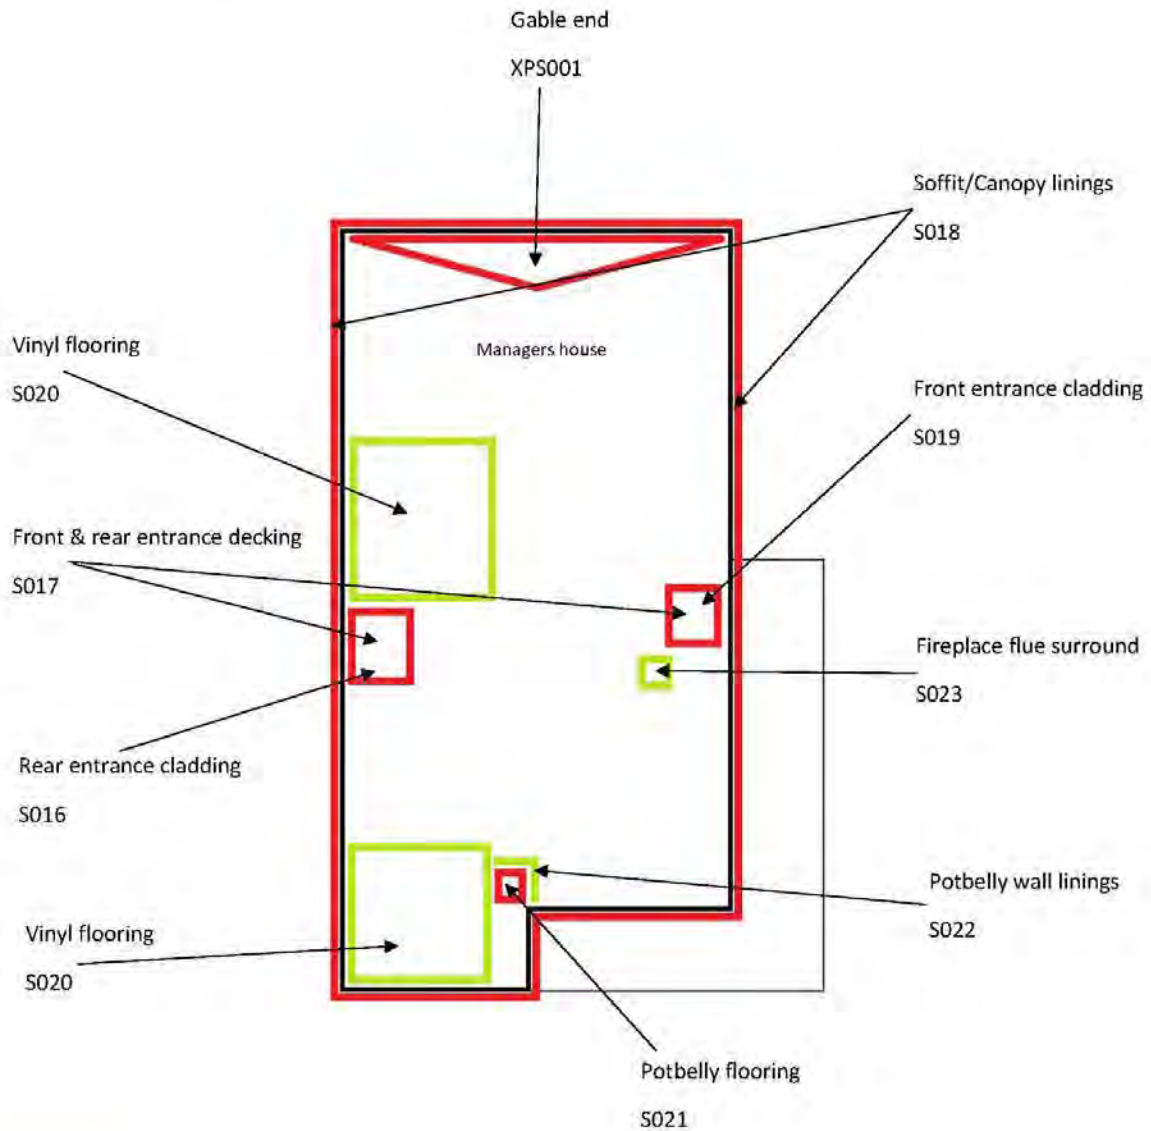 Gable end
XPS001
Soffit/Canopy linings
S018
Vinyl flooring
S020
Managers house
Front entrance cladding
S019
Front & rear entrance decking
S017
Fireplace flue surround
S023
Rear entrance cladding
S016
Potbelly wall linings
S022
Vinyl flooring
S020
Potbelly flooring
S021